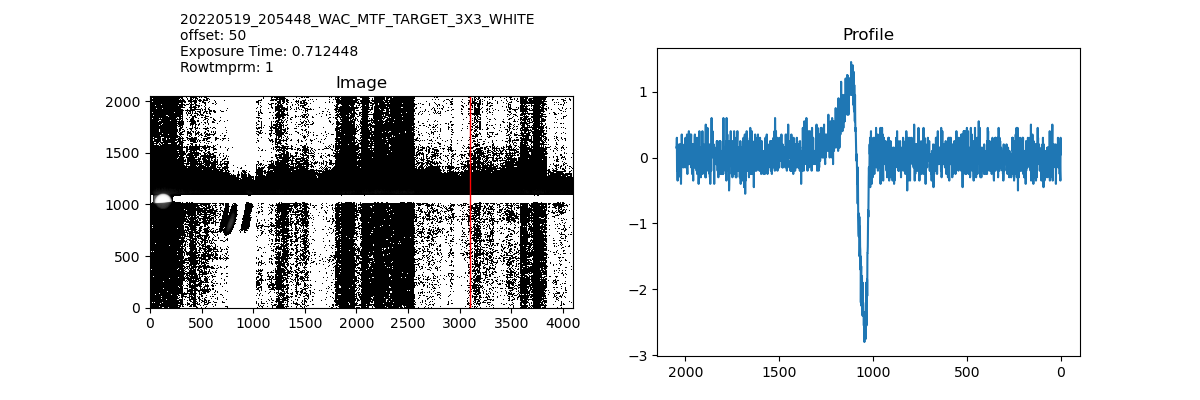 20220519_205448_WAC_MTF_TARGET_3X3_WHITE
offset: 50
Exposure Time: 0.712448
Rowtmprm: 1
Image
2000
1500
1000
500
0
0 500 1000 1500 2000 2500 3000 3500 4000
Profile
1
0
−1
−2
−3
2000 1500 1000 500 0